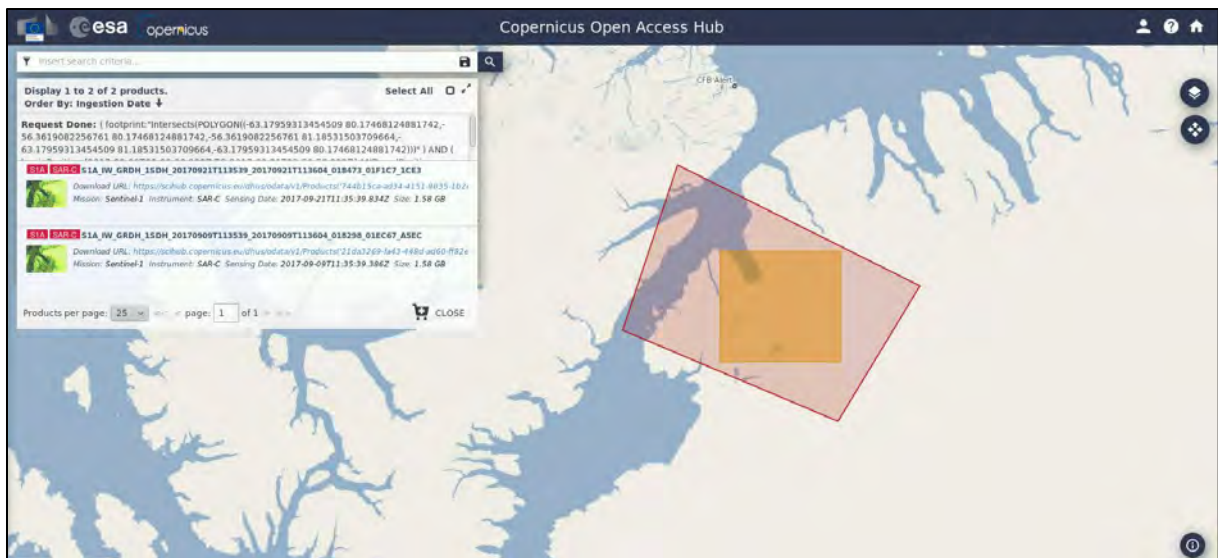 esa opernicus Copernicus Open Access Hub
Insert search criteria...
Display 1 to 2 of 2 products. Select All
Order By: Ingestion Date
Request Done: ( footprint:"Intersects(POLYGON((-63.17959313454509 80.17468124881742,-
56.3619082256761 80.17468124881742,-56.3619082256761 81.18531503709664,-
63.17959313454509 81.18531503709664,-63.17959313454509 80.17468124881742)))" ) AND (
S1A SAR-C S1A_IW_GRDH_1SDH_20170921T113539_20170921T113604_018473_01F1C7_1CE3
Download URL: https://scihub.copernicus.eu/dhus/odata/v1/Products('744b15ca-ad34-4151-9835-1b2
Mission: Sentinel-1 Instrument: SAR-C Sensing Date: 2017-09-21T11:35:39.834Z Size: 1.58 GB
S1A SAR-C S1A_IW_GRDH_1SDH_20170909T113539_20170909T113604_018298_01EC67_A5EC
Download URL: https://scihub.copernicus.eu/dhus/odata/v1/Products('21da3269-fa63-448d-ad60-ff92e
Mission: Sentinel-1 Instrument: SAR-C Sensing Date: 2017-09-09T11:35:39.386Z Size: 1.58 GB
Products per page: 25 << < page: 1 of 1 > >> CLOSE
CFB Alert